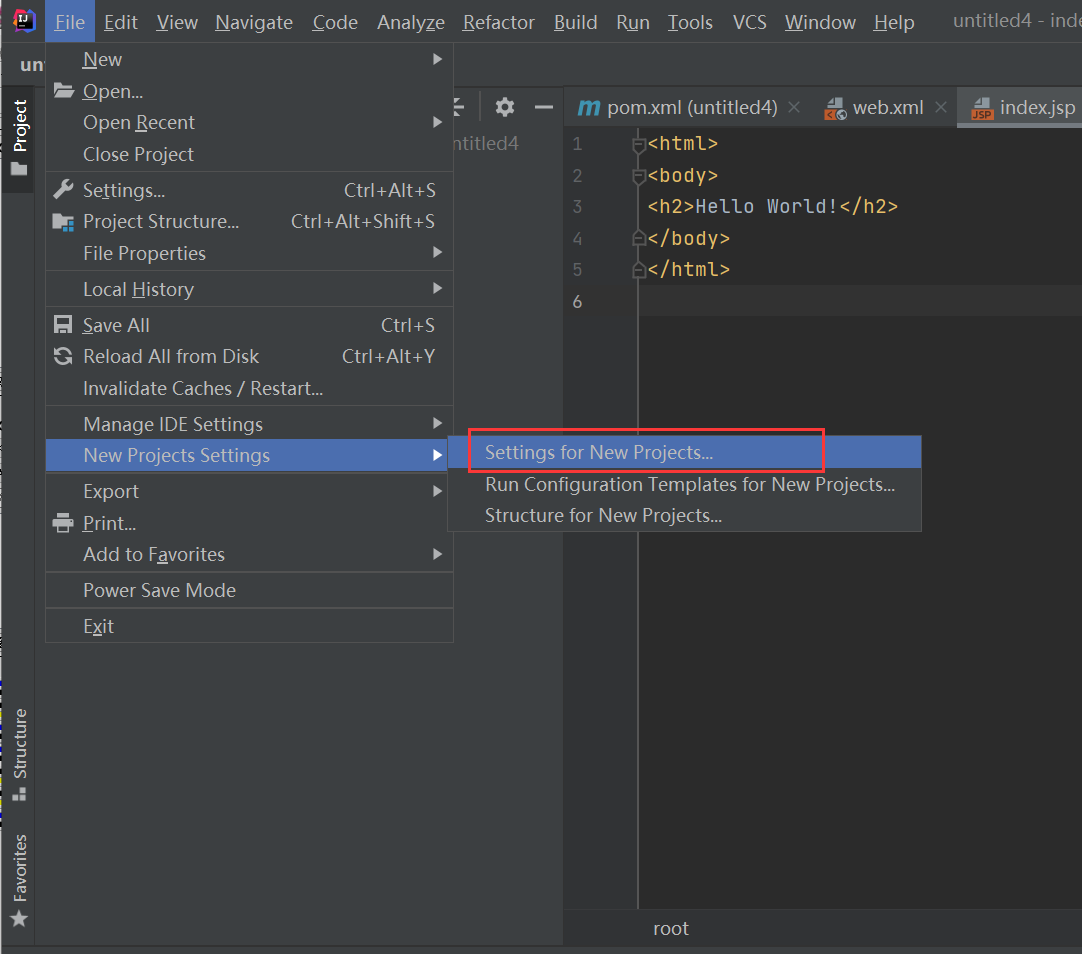 File Edit View Navigate Code Analyze Refactor Build Run Tools VCS Window Help untitled4 - inde
unt
Project
New
Open...
Open Recent
Close Project
Settings... Ctrl+Alt+S
Project Structure... Ctrl+Alt+Shift+S
File Properties
Local History
Save All Ctrl+S
Reload All from Disk Ctrl+Alt+Y
Invalidate Caches / Restart...
Manage IDE Settings
New Projects Settings
Export
Print...
Add to Favorites
Power Save Mode
Exit
Settings for New Projects...
Run Configuration Templates for New Projects...
Structure for New Projects...
ntitled4
m pom.xml (untitled4) web.xml JSP index.jsp
1 <html>
2 <body>
3 <h2>Hello World!</h2>
4 </body>
5 </html>
6
Structure
Favorites
root